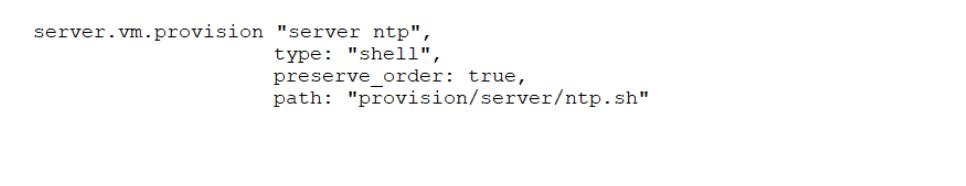 server.vm.provision "server ntp",
type: "shell",
preserve_order: true,
path: "provision/server/ntp.sh"